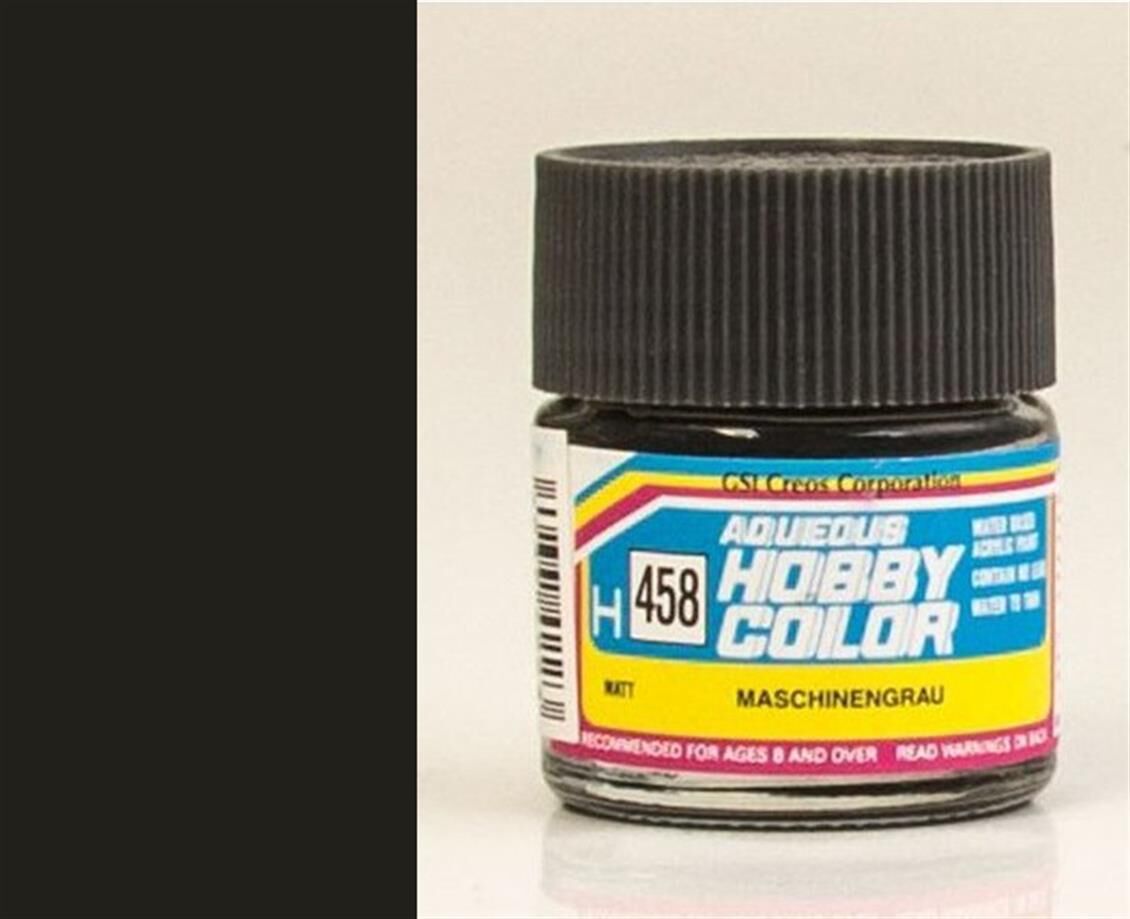 GSI Creos Corporation
AQUEOUS
HOBBY
COLOR
H 458
WATER BASED
ACRYLIC PAINT
CONTAIN NO LEAD
WATER TO THIN
MATT
MASCHINENGRAU
RECOMMENDED FOR AGES 8 AND OVER READ WARNINGS ON BACK